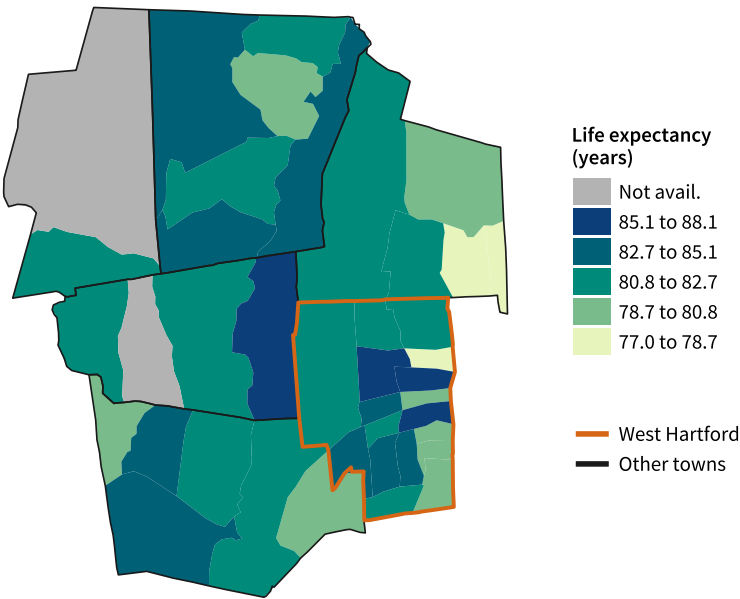 Life expectancy
(years)
Not avail.
85.1 to 88.1
82.7 to 85.1
80.8 to 82.7
78.7 to 80.8
77.0 to 78.7
West Hartford
Other towns